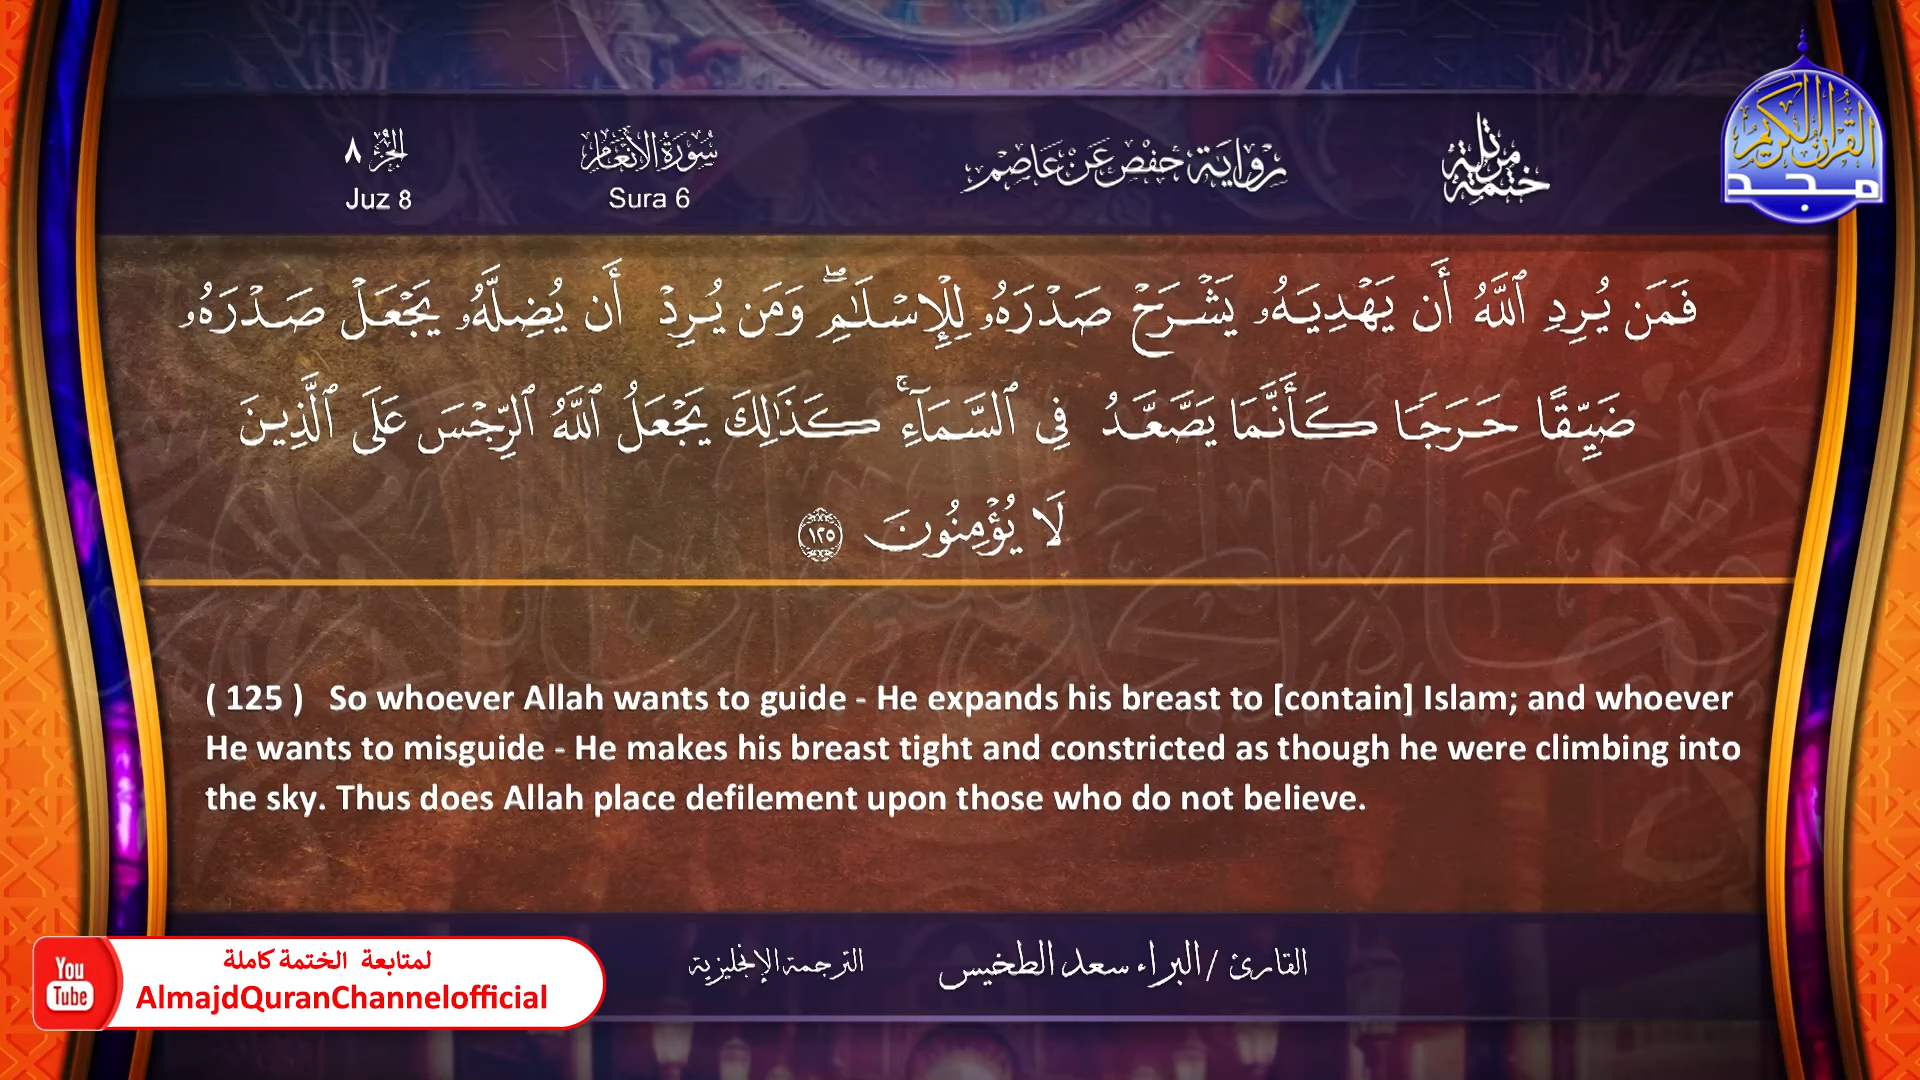 ختمة مرتلة
رواية حفص عن عاصم
سورة الأنعام
Sura 6
الجزء ٨
Juz 8
القرآن الكريم
مجد
فَمَن يُرِدِ ٱللَّهُ أَن يَهْدِيَهُۥ يَشْرَحْ صَدْرَهُۥ لِلْإِسْلَٰمِ ۖ وَمَن يُرِدْ أَن يُضِلَّهُۥ يَجْعَلْ صَدْرَهُۥ
ضَيِّقًا حَرَجًا كَأَنَّمَا يَصَّعَّدُ فِى ٱلسَّمَآءِ ۚ كَذَٰلِكَ يَجْعَلُ ٱللَّهُ ٱلرِّجْسَ عَلَى ٱلَّذِينَ
لَا يُؤْمِنُونَ ١٢٥
( 125 ) So whoever Allah wants to guide - He expands his breast to [contain] Islam; and whoever
He wants to misguide - He makes his breast tight and constricted as though he were climbing into
the sky. Thus does Allah place defilement upon those who do not believe.
القارئ / البراء سعد الطخيس
الترجمة الإنجليزية
You
Tube
لمتابعة الختمة كاملة
AlmajdQuranChannelofficial